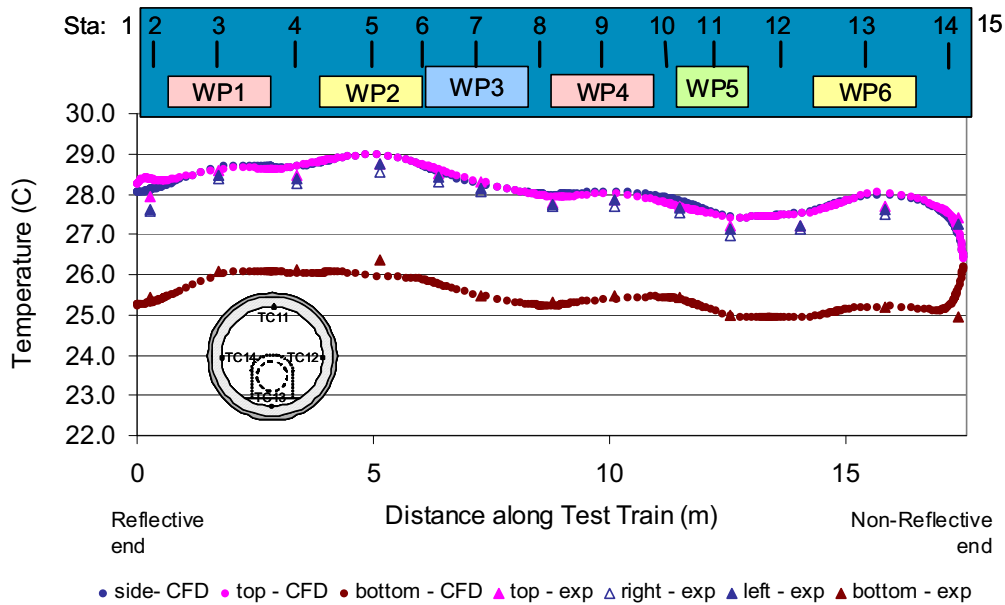 Sta: 1 2 3 4 5 6 7 8 9 10 11 12 13 14 15
WP1 WP2 WP3 WP4 WP5 WP6
30.0
29.0
28.0
27.0
26.0
25.0
24.0
23.0
22.0
Temperature (C)
TC11
TC14 TC12
TC13
0 5 10 15
Distance along Test Train (m)
Reflective
end
Non-Reflective
end
side- CFD top - CFD bottom - CFD top - exp right - exp left - exp bottom - exp